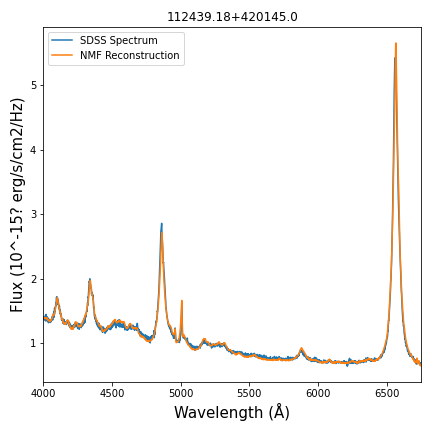 112439.18+420145.0
SDSS Spectrum
NMF Reconstruction
Flux (10^-15? erg/s/cm2/Hz)
5
4
3
2
1
4000 4500 5000 5500 6000 6500
Wavelength (Å)